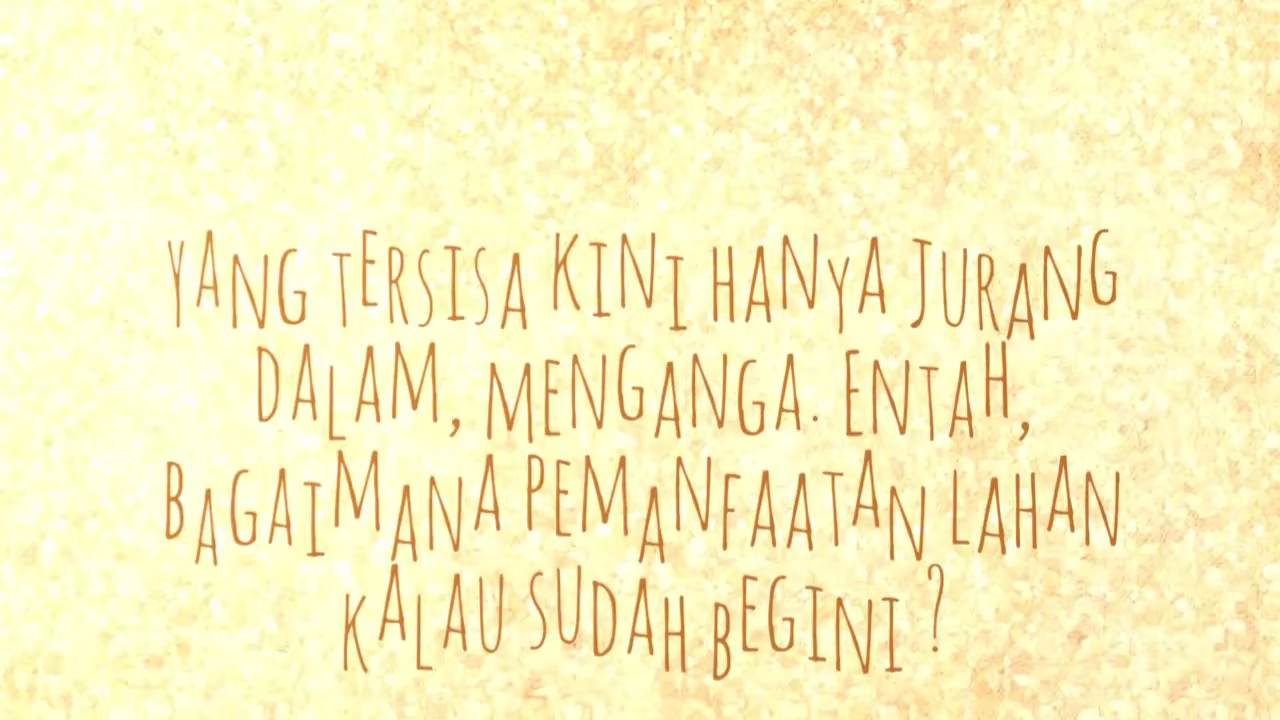 YANG TERSISA KINI HANYA JURANG
DALAM, MENGANGA. ENTAH,
BAGAIMANA PEMANFAATAN LAHAN
KALAU SUDAH BEGINI ?